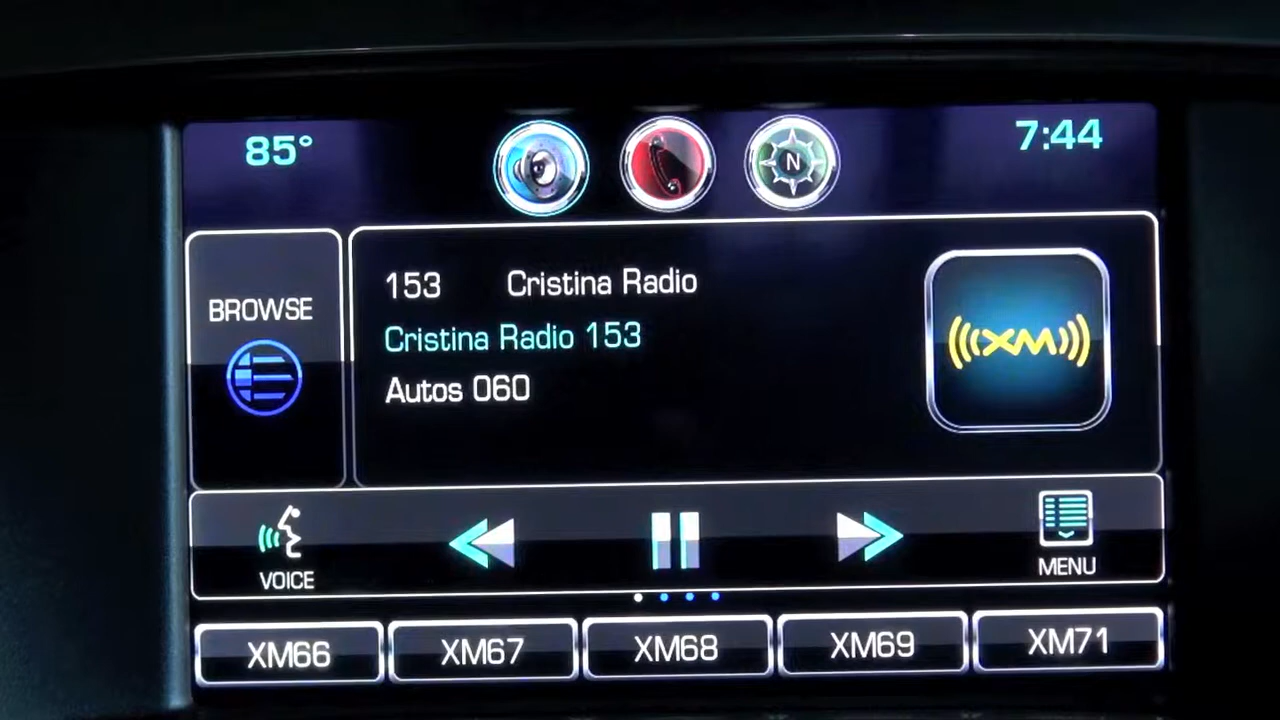 85°
7:44
N
BROWSE
153 Cristina Radio
Cristina Radio 153
Autos 060
XM
VOICE
MENU
XM66 XM67 XM68 XM69 XM71